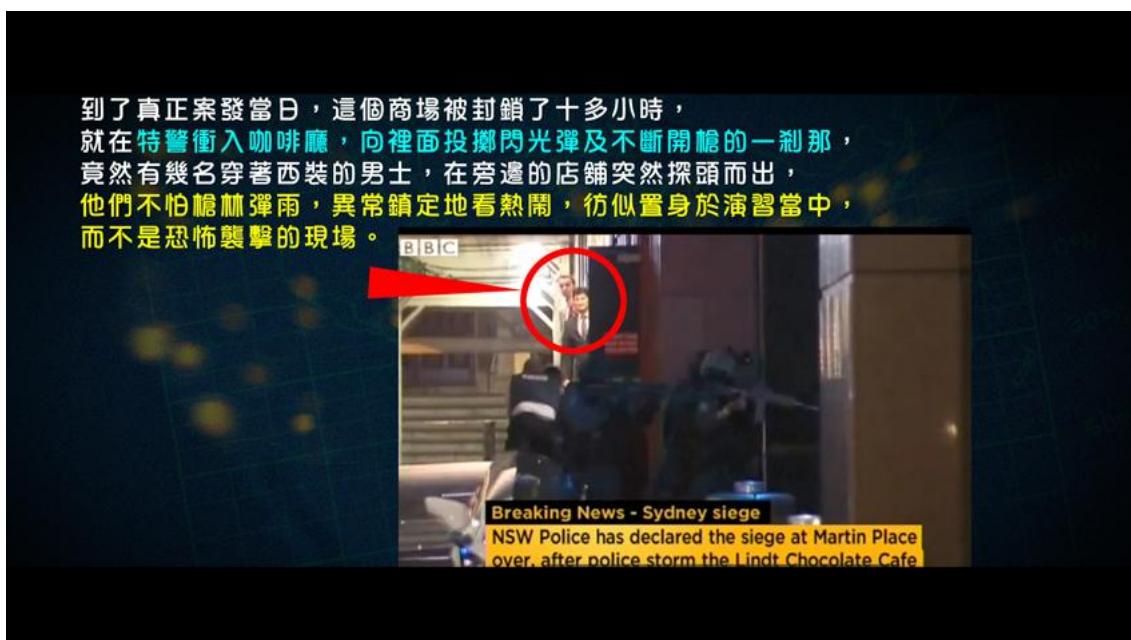 到了真正案發當日，這個商場被封鎖了十多小時，
就在特警衝入咖啡廳，向裡面投擲閃光彈及不斷開槍的一剎那，
竟然有幾名穿著西裝的男士，在旁邊的店舖突然探頭而出，
他們不怕槍林彈雨，異常鎮定地看熱鬧，彷似置身於演習當中，
而不是恐怖襲擊的現場。
BBC
Breaking News - Sydney siege
NSW Police has declared the siege at Martin Place
over, after police storm the Lindt Chocolate Cafe